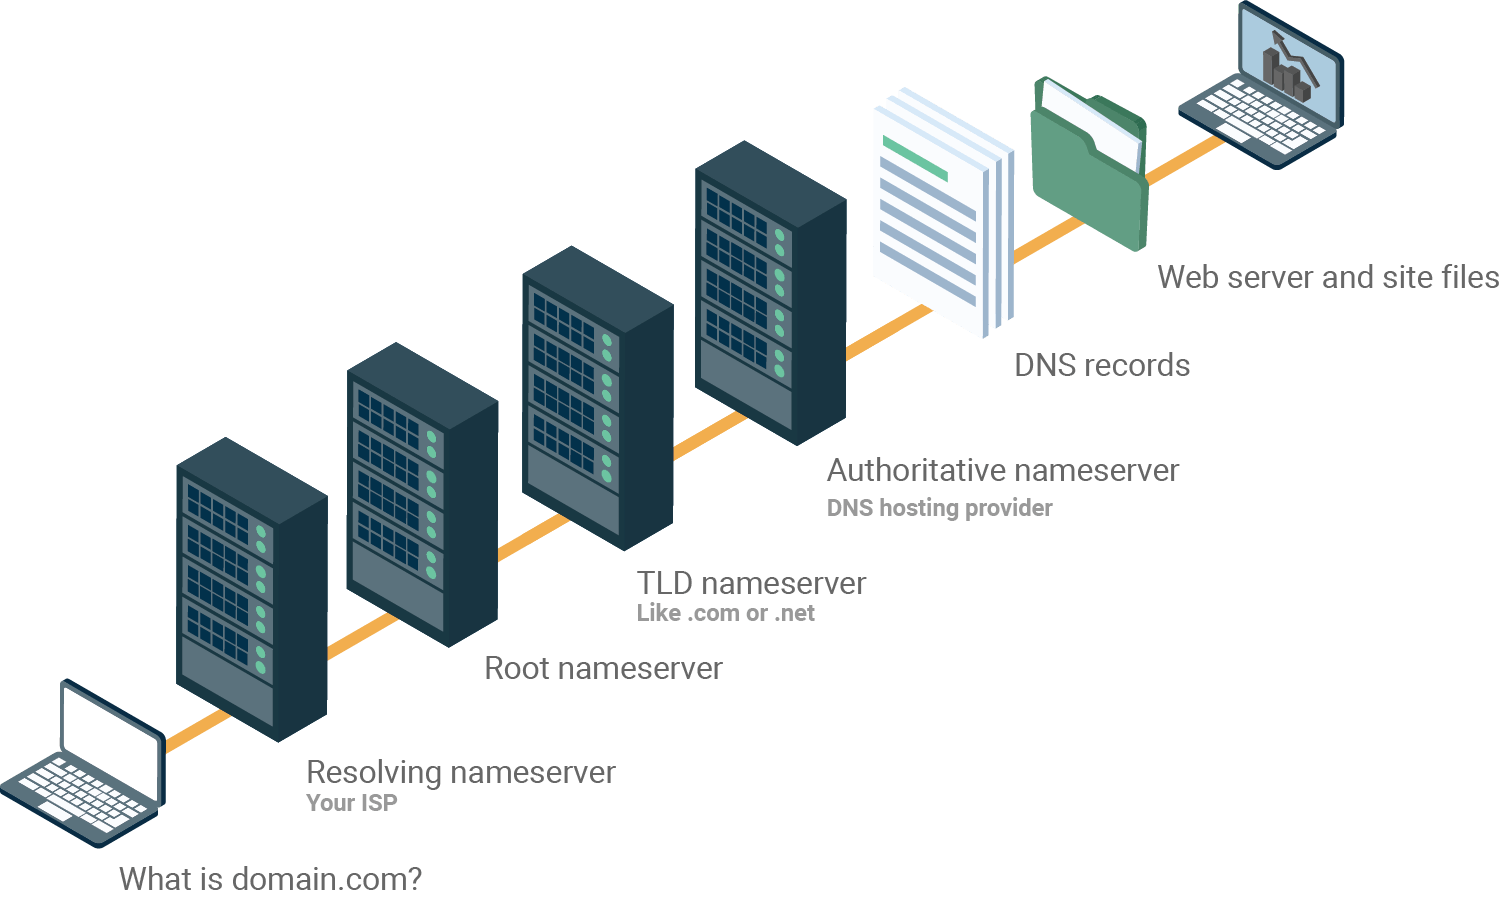 What is domain.com?
Resolving nameserver
Your ISP
Root nameserver
TLD nameserver
Like .com or .net
Authoritative nameserver
DNS hosting provider
DNS records
Web server and site files